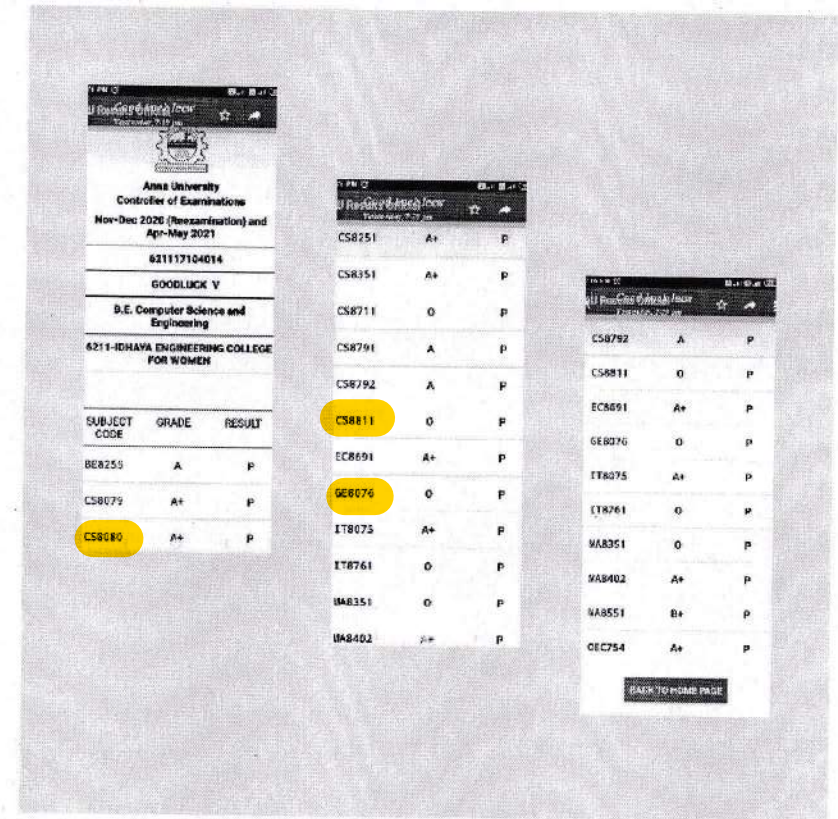 Anna University
Controller of Examinations
Nov-Dec 2020 (Reexamination) and
Apr-May 2021
621117104014
GOODLUCK V
B.E. Computer Science and
Engineering
6211-IDHAYA ENGINEERING COLLEGE
FOR WOMEN
SUBJECT CODE GRADE RESULT
BE8255 A P
CS8079 A+ P
CS8080 A+ P
CS8251 A+ P
CS8351 A+ P
CS8711 O P
CS8791 A P
CS8792 A P
CS8811 O P
EC8691 A+ P
GE8076 O P
IT8075 A+ P
IT8761 O P
MA8351 O P
MA8402 A+ P
CS8792 A P
CS8811 O P
EC8691 A+ P
GE8076 O P
IT8075 A+ P
IT8761 O P
MA8351 O P
MA8402 A+ P
MA8551 B+ P
OEC754 A+ P
BACK TO HOME PAGE